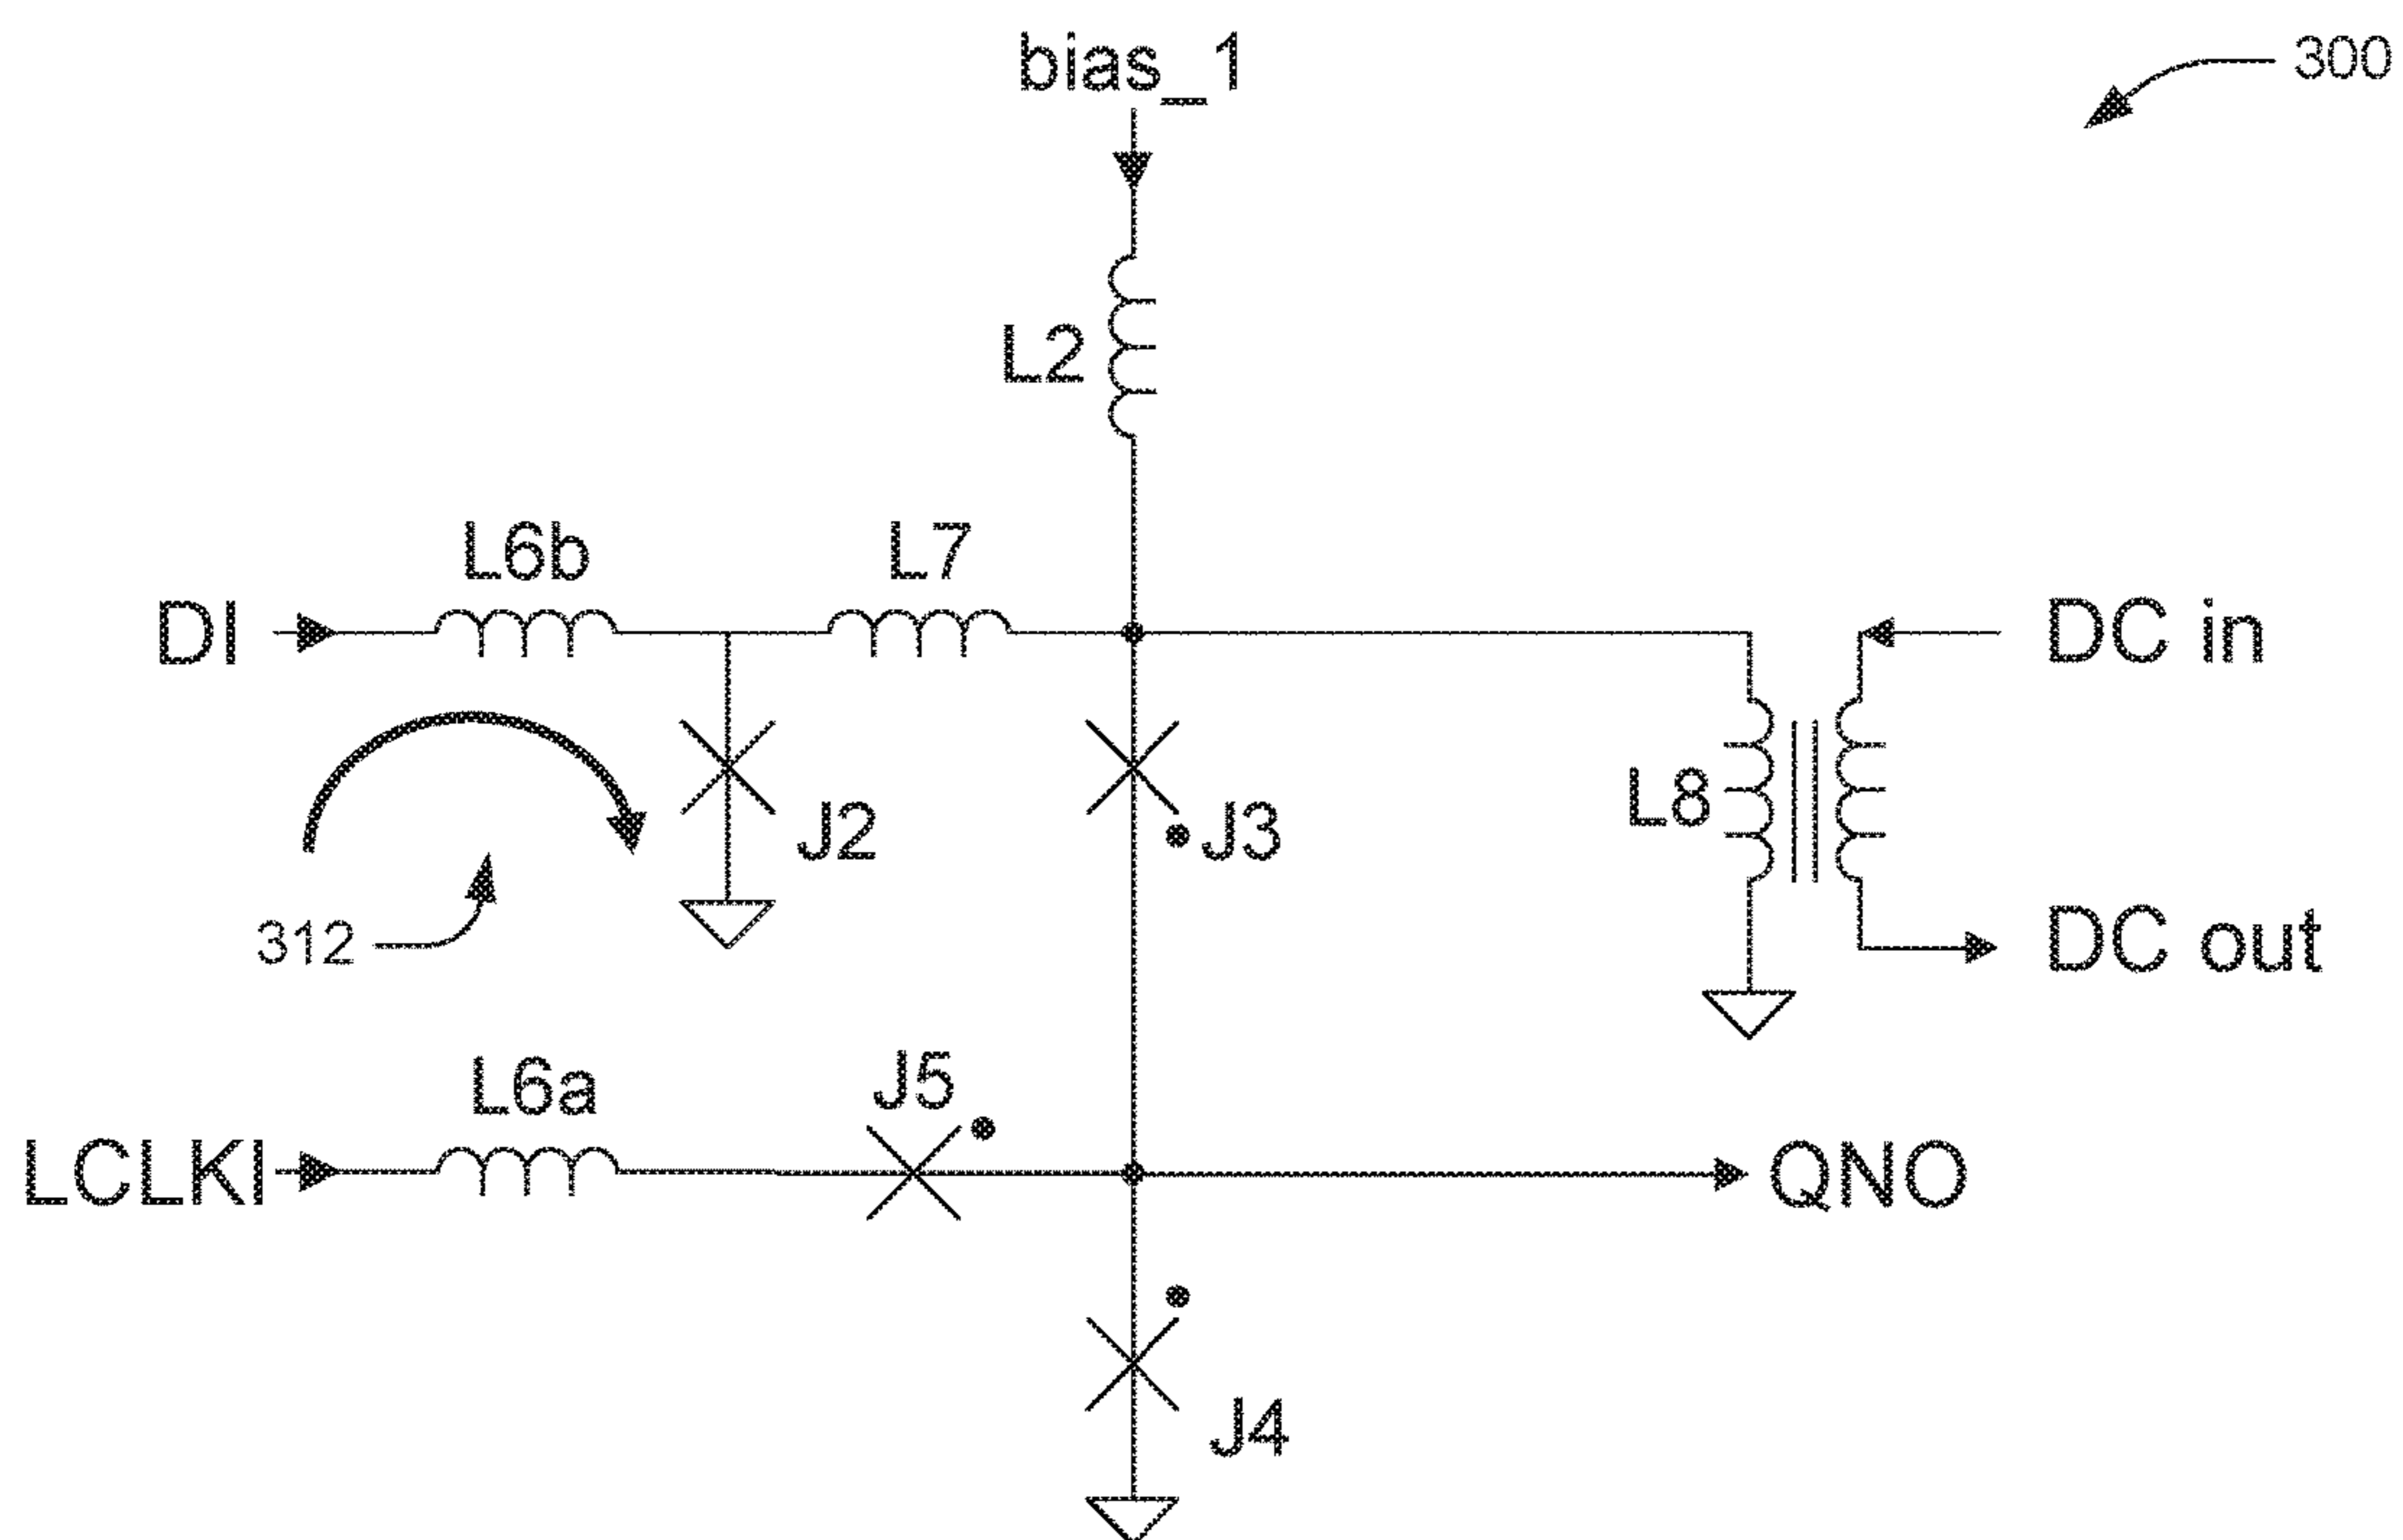 bias_1
300
L2
L6b
L7
DI
DC in
J2
J3
L8
312
DC out
L6a
J5
LCLKI
QNO
J4